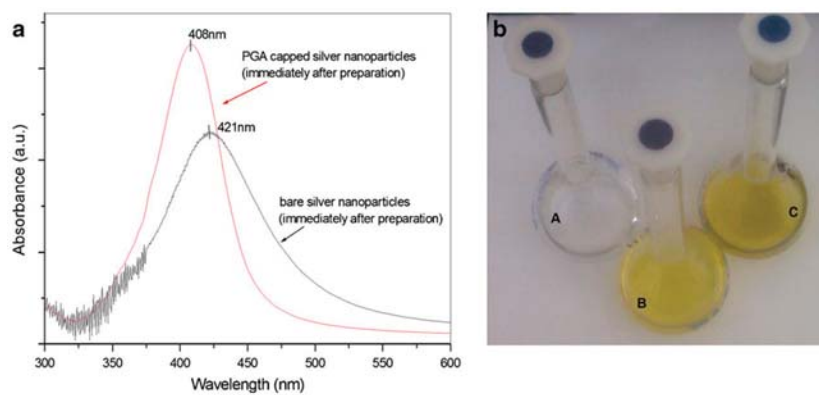 a
408nm
PGA capped silver nanoparticles
(immediately after preparation)
421nm
bare silver nanoparticles
(immediately after preparation)
Absorbance (a.u.)
300 350 400 450 500 550 600
Wavelength (nm)
b
A
B
C